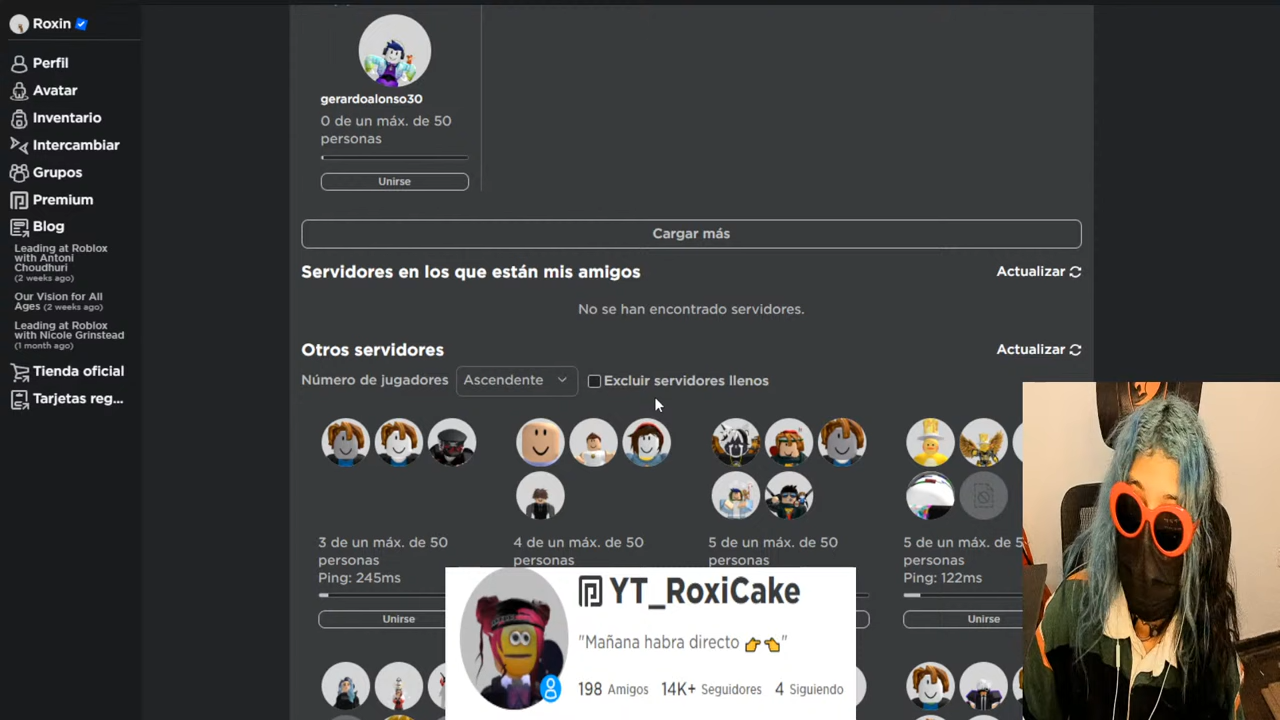 Roxin
Perfil
Avatar
Inventario
Intercambiar
Grupos
Premium
Blog
Leading at Roblox
with Antoni
Choudhuri
(2 weeks ago)
Our Vision for All
Ages (2 weeks ago)
Leading at Roblox
with Nicole Grinstead
(1 month ago)
Tienda oficial
Tarjetas reg...
gerardoalonso30
0 de un máx. de 50
personas
Unirse
Cargar más
Servidores en los que están mis amigos
Actualizar
No se han encontrado servidores.
Otros servidores
Actualizar
Número de jugadores
Ascendente
Excluir servidores llenos
3 de un máx. de 50
personas
Ping: 245ms
Unirse
4 de un máx. de 50
personas
5 de un máx. de 50
personas
5 de un máx. de 50
personas
Ping: 122ms
Unirse
YT_RoxiCake
"Mañana habra directo 👉👈"
198 Amigos 14K+ Seguidores 4 Siguiendo